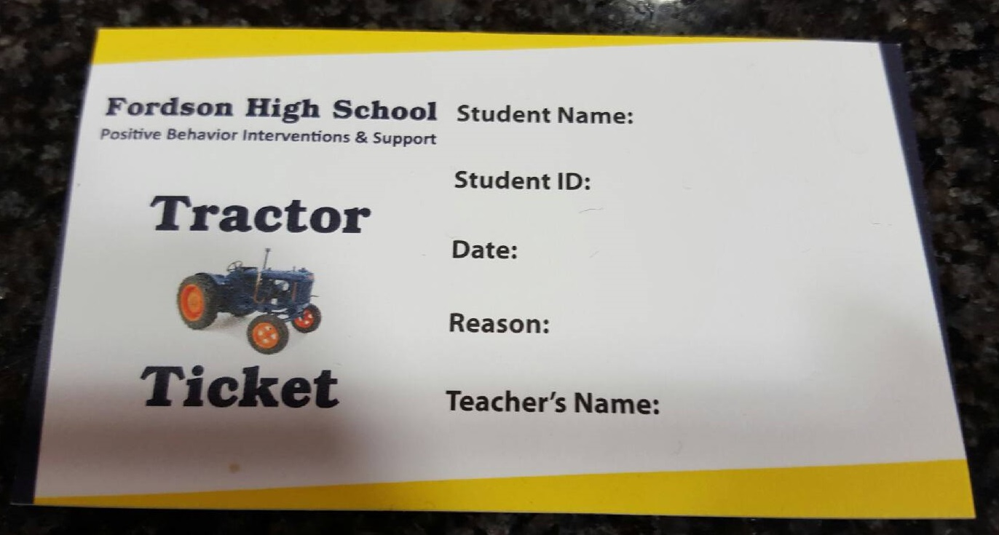 Fordson High School
Positive Behavior Interventions & Support
Tractor
Ticket
Student Name:
Student ID:
Date:
Reason:
Teacher's Name: